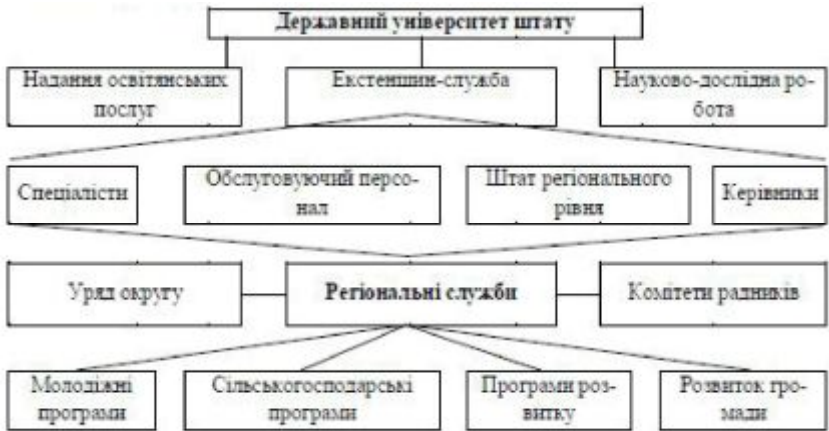 Державний університет штату
Надання освітянських
послуг
Екстеншин-служба
Науково-дослідна ро-
бота
Спеціалісти
Обслуговуючий персо-
нал
Штат регіонального
рівня
Керівники
Уряд округу
Регіональні служби
Комітети радників
Молодіжні
програми
Сільськогосподарські
програми
Програми роз-
витку
Розвиток гро-
мади